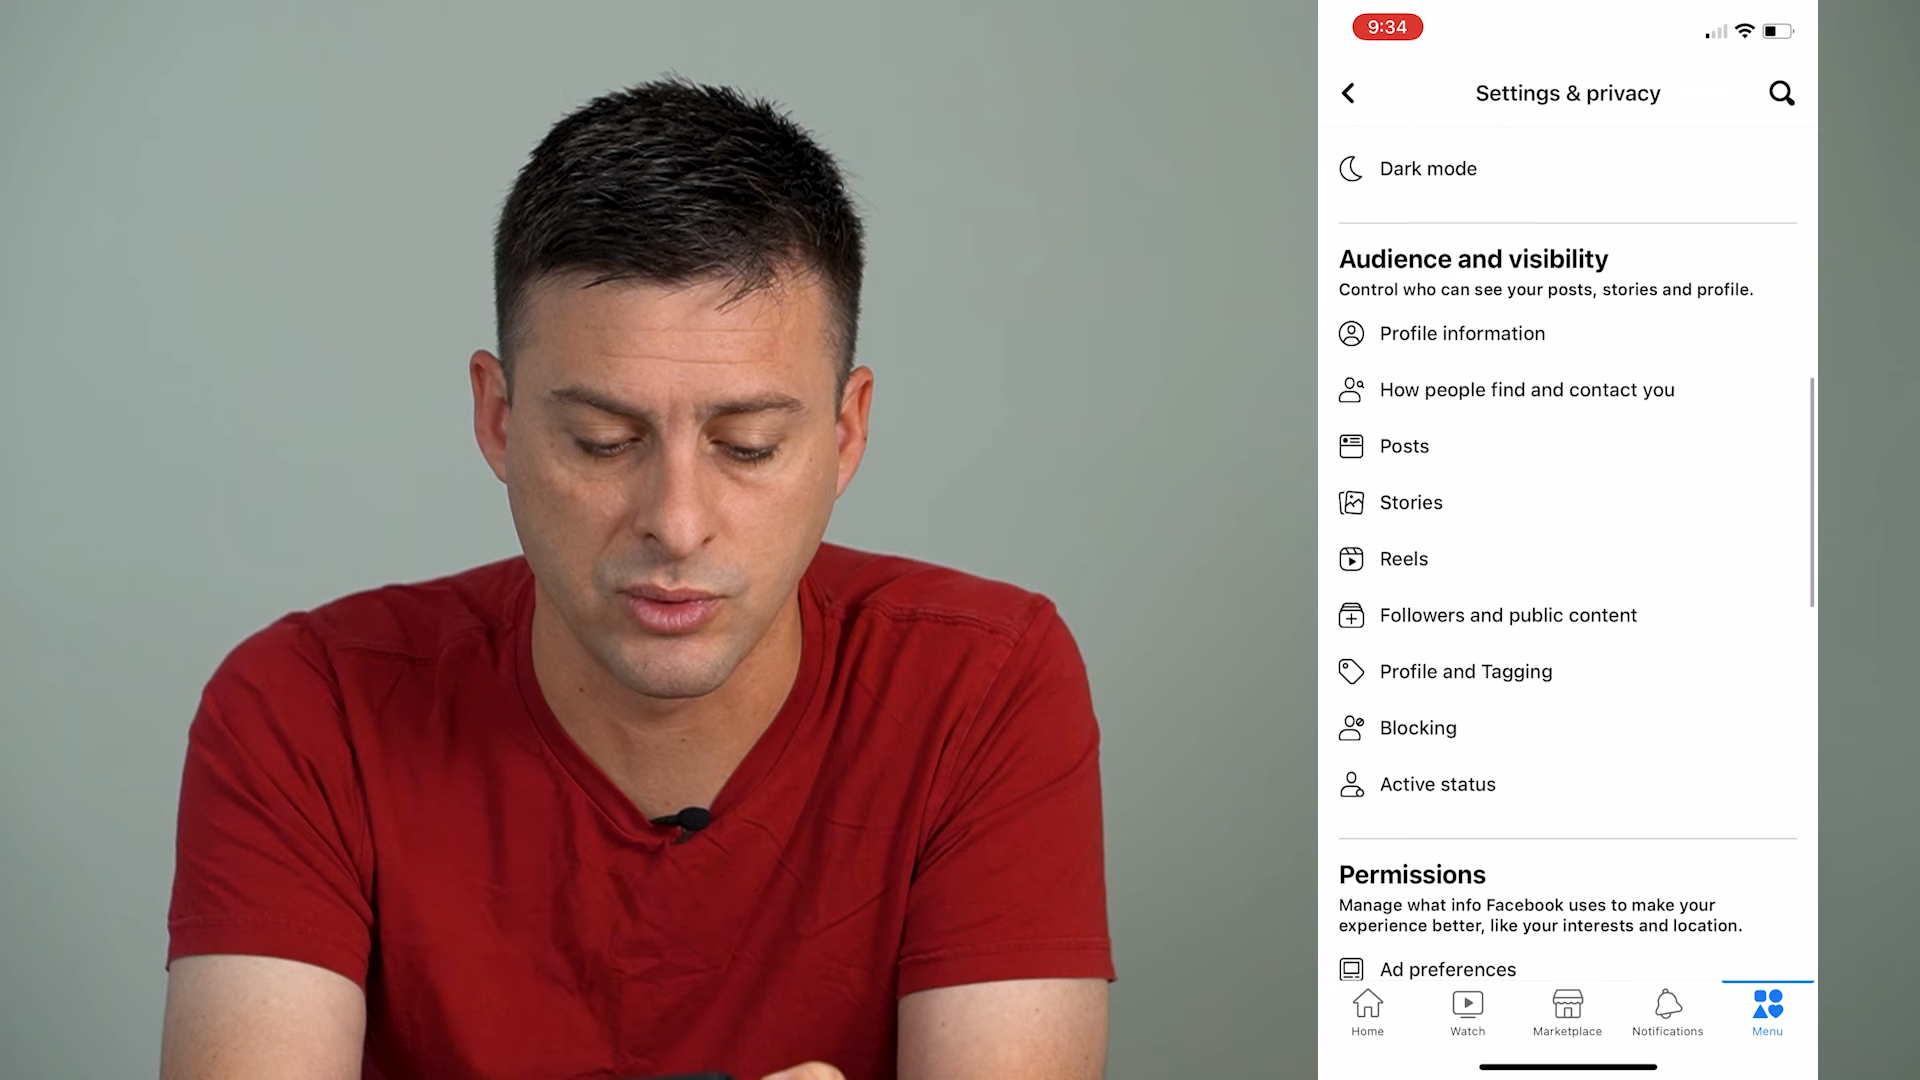 9:34
Settings & privacy
Dark mode
Audience and visibility
Control who can see your posts, stories and profile.
Profile information
How people find and contact you
Posts
Stories
Reels
Followers and public content
Profile and Tagging
Blocking
Active status
Permissions
Manage what info Facebook uses to make your
experience better, like your interests and location.
Ad preferences
Home
Watch
Marketplace
Notifications
Menu